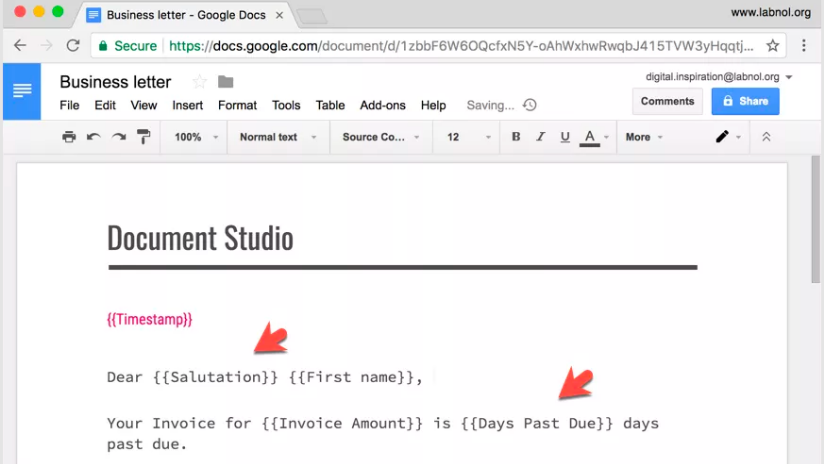 Business letter - Google Docs ×
www.labnol.org
Secure https://docs.google.com/document/d/1zbbF6W6OQcfxN5Y-oAhWxhwRwqbJ415TVW3yHqqtj...
Business letter
digital.inspiration@labnol.org
File Edit View Insert Format Tools Table Add-ons Help Saving...
Comments Share
100% Normal text Source Co... 12 B I U A More
Document Studio
{{Timestamp}}
Dear {{Salutation}} {{First name}},
Your Invoice for {{Invoice Amount}} is {{Days Past Due}} days
past due.